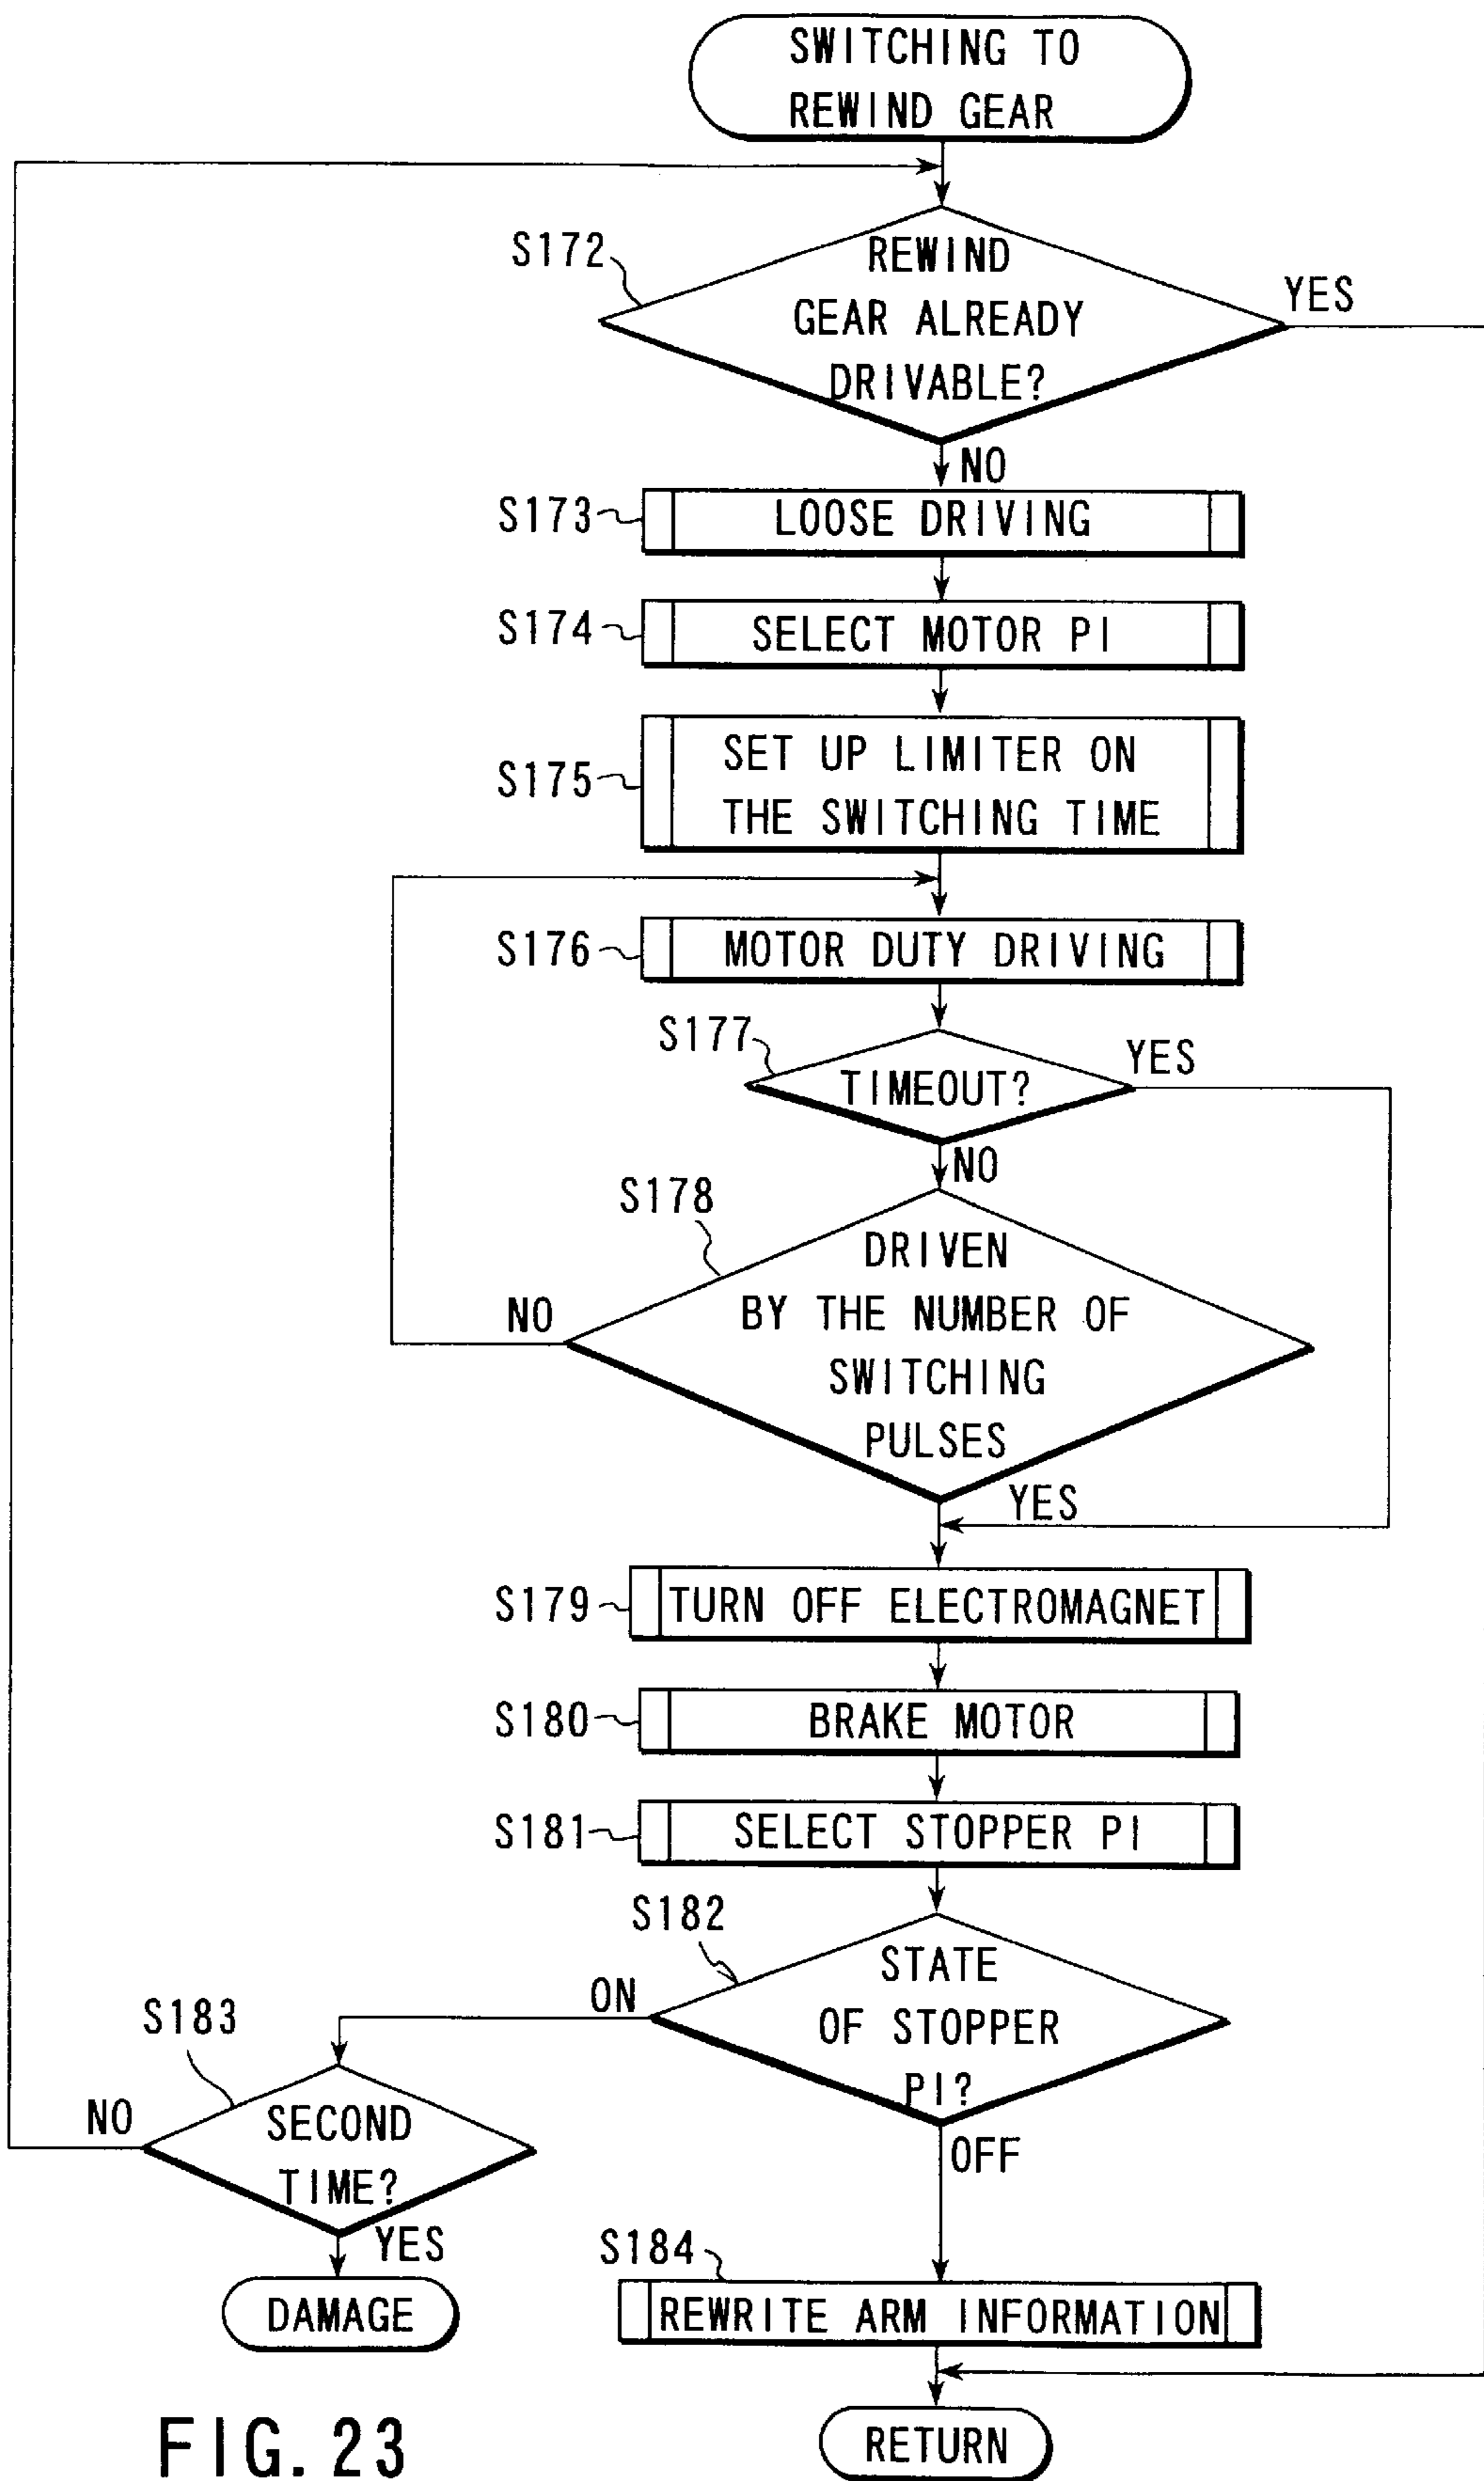 SWITCHING TO
REWIND GEAR
S172
REWIND
GEAR ALREADY
DRIVABLE?
YES
NO
S173
LOOSE DRIVING
S174
SELECT MOTOR PI
S175
SET UP LIMITER ON
THE SWITCHING TIME
S176
MOTOR DUTY DRIVING
S177
TIMEOUT?
YES
NO
S178
DRIVEN
BY THE NUMBER OF
SWITCHING
PULSES
NO
YES
S179
TURN OFF ELECTROMAGNET
S180
BRAKE MOTOR
S181
SELECT STOPPER PI
S182
STATE
OF STOPPER
PI?
ON
OFF
S183
SECOND
TIME?
NO
YES
DAMAGE
S184
REWRITE ARM INFORMATION
RETURN
FIG. 23